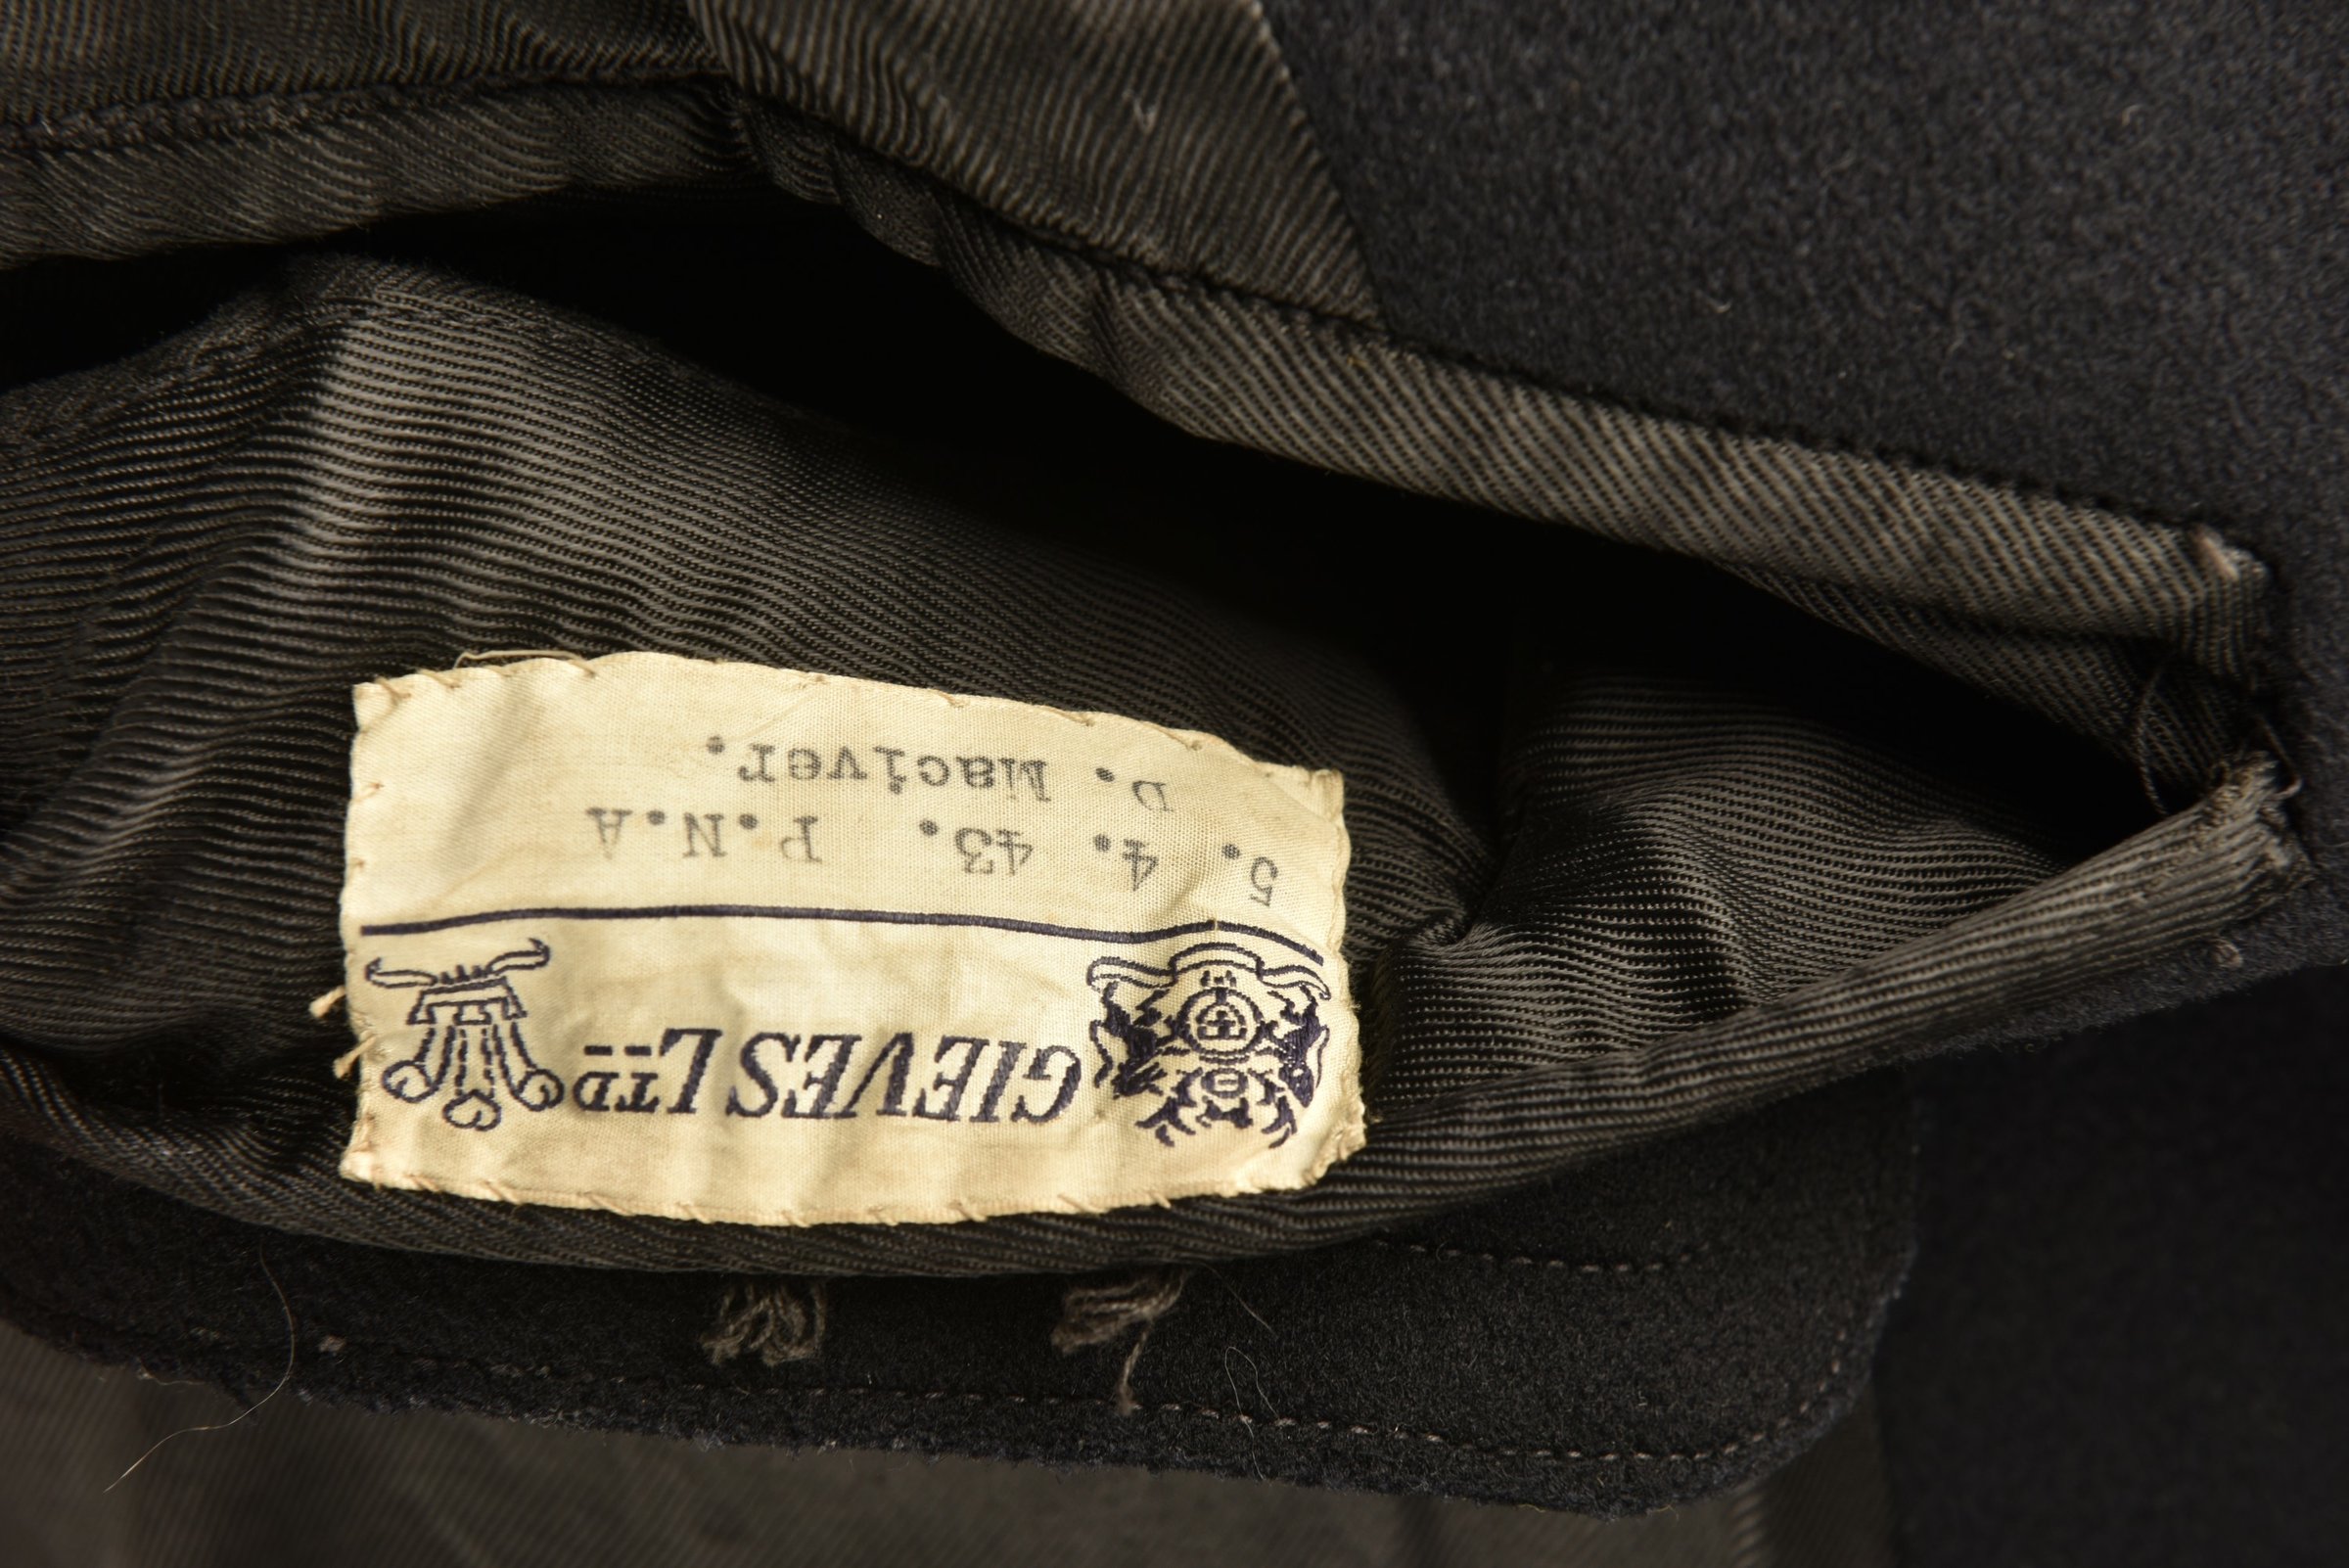 GIEVES LTD
5. 4. 43. P.N.A
D. Maciver.